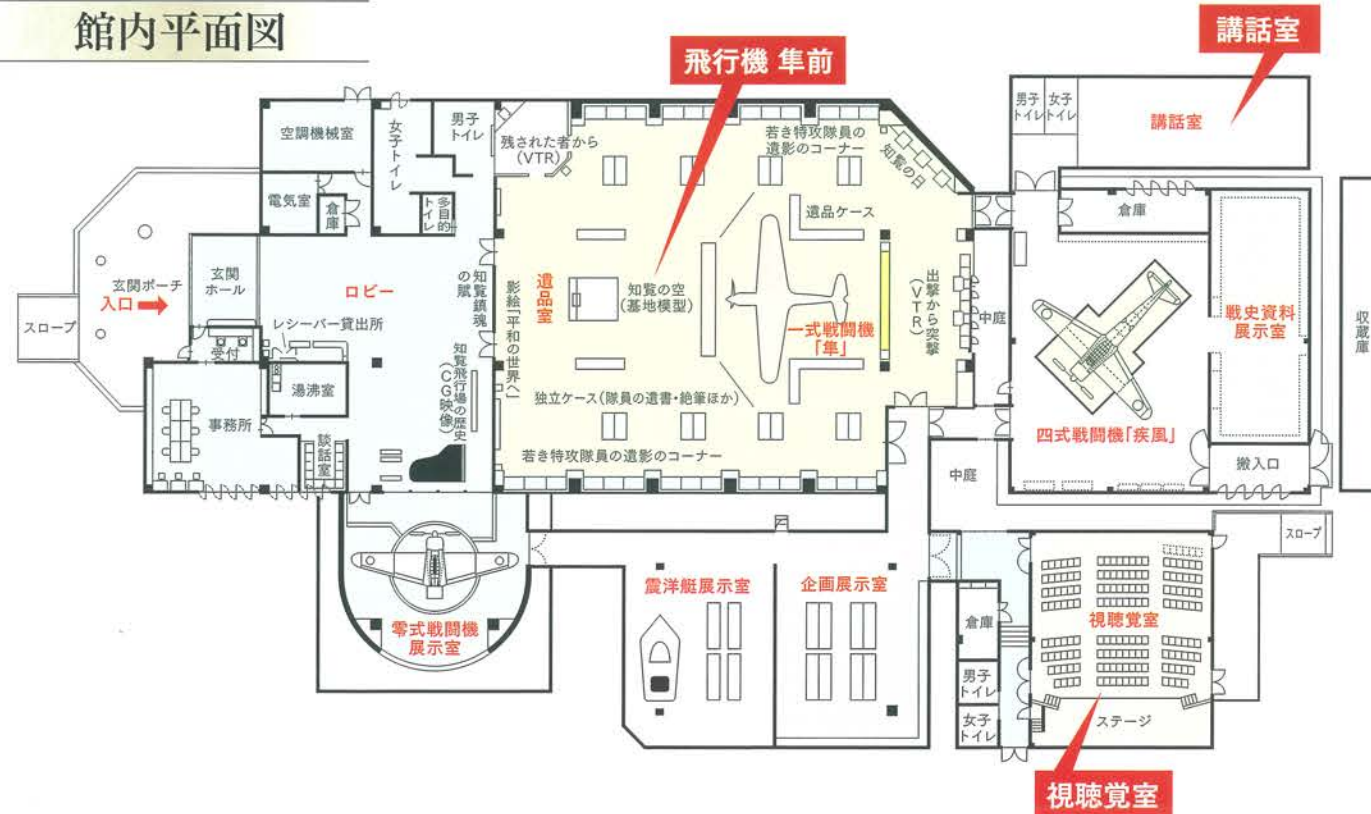 館内平面図
飛行機 隼前
講話室
空調機械室
女子トイレ
男子
トイレ
残された者から
(VTR)
若き特攻隊員の
遺影のコーナー
知覧の日
男子
トイレ
女子
トイレ
講話室
電気室
倉庫
多目的
トイレ
遺品ケース
倉庫
玄関ポーチ
入口
スロープ
玄関
ホール
ロビー
知覧鎮魂
の賦
影絵「平和の世界へ」
遺品室
知覧の空
(基地模型)
一式戦闘機
「隼」
出撃から突撃
(VTR)
中庭
戦史資料
展示室
収蔵庫
レシーバー貸出所
受付
湯沸室
事務所
談話室
知覧飛行場の歴史
(CG映像)
独立ケース(隊員の遺書・絶筆ほか)
若き特攻隊員の遺影のコーナー
四式戦闘機「疾風」
搬入口
中庭
スロープ
零式戦闘機
展示室
震洋艇展示室
企画展示室
倉庫
男子
トイレ
女子
トイレ
視聴覚室
ステージ
視聴覚室